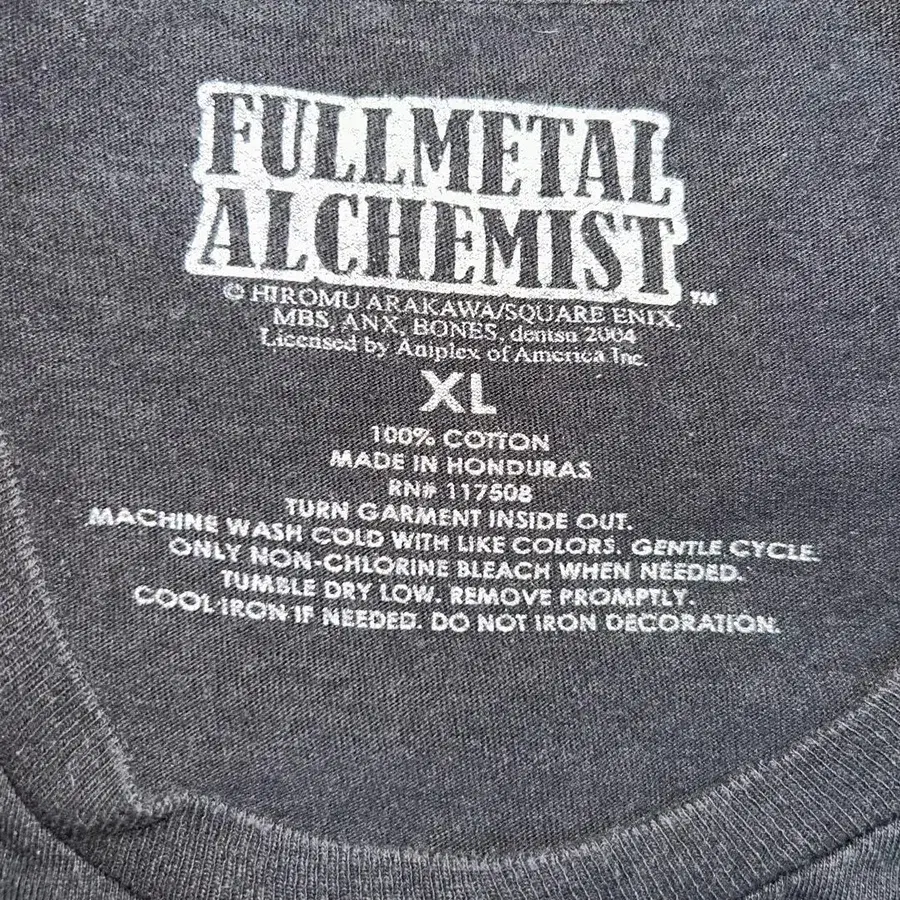 FULLMETAL
ALCHEMIST ™
© HIROMU ARAKAWA/SQUARE ENIX,
MBS, ANX, BONES, dentsu 2004
Licensed by Aniplex of America Inc.
XL
100% COTTON
MADE IN HONDURAS
RN# 117508
TURN GARMENT INSIDE OUT.
MACHINE WASH COLD WITH LIKE COLORS. GENTLE CYCLE.
ONLY NON-CHLORINE BLEACH WHEN NEEDED.
TUMBLE DRY LOW. REMOVE PROMPTLY.
COOL IRON IF NEEDED. DO NOT IRON DECORATION.